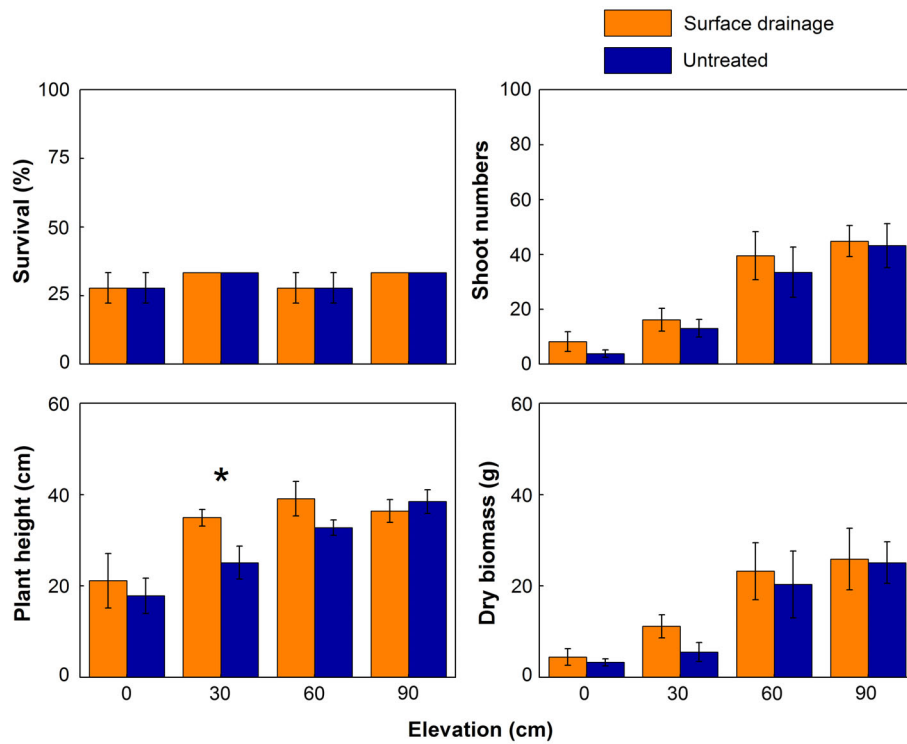 Surface drainage
Untreated
Survival (%)
100
75
50
25
0
Shoot numbers
100
80
60
40
20
0
Plant height (cm)
60
40
20
0
*
0 30 60 90
Dry biomass (g)
60
40
20
0
0 30 60 90
Elevation (cm)